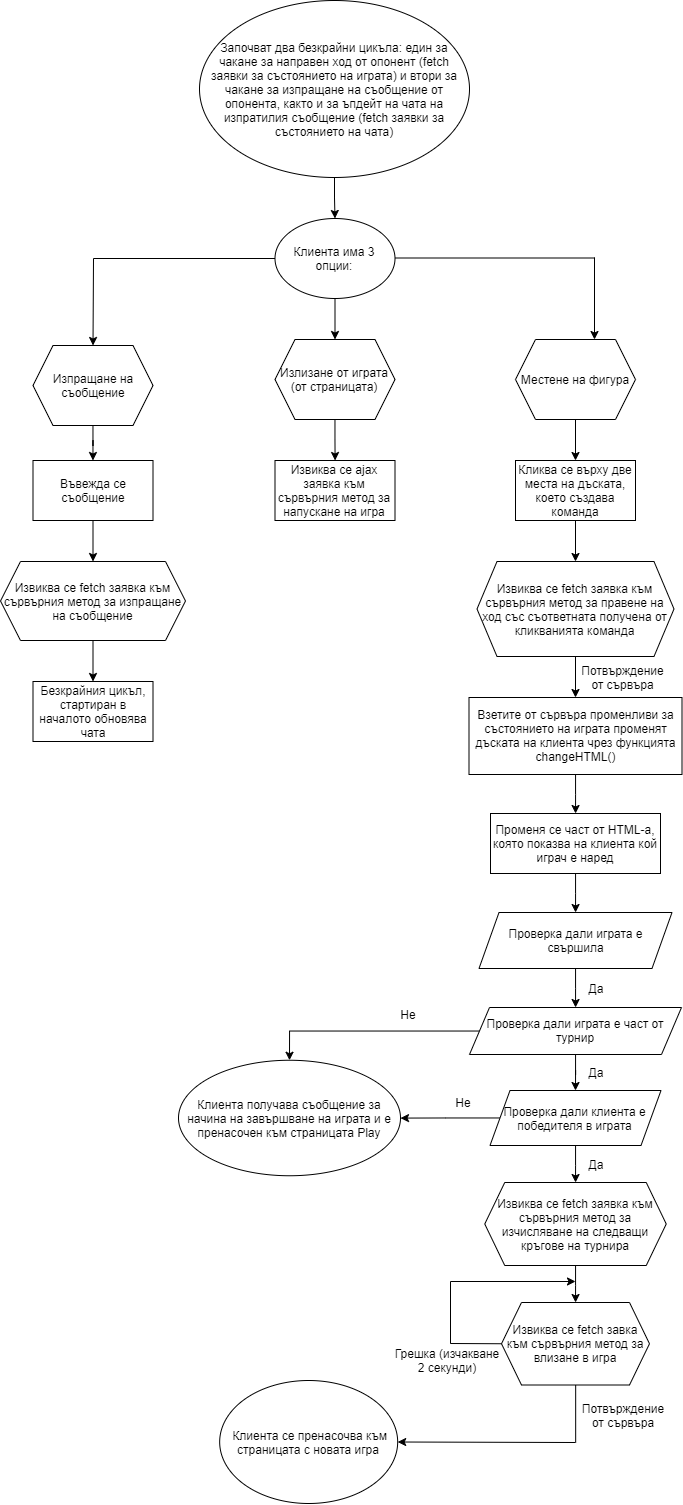 Започват два безкрайни цикъла: един за
чакане за направен ход от опонент (fetch
заявки за състоянието на играта) и втори за
чакане за изпращане на съобщение от
опонента, както и за ъпдейт на чата на
изпратилия съобщение (fetch заявки за
състоянието на чата)
Клиента има 3
опции:
Изпращане на
съобщение
Излизане от играта
(от страницата)
Местене на фигура
Въвежда се
съобщение
Извиква се ajax
заявка към
сървърния метод за
напускане на игра
Кликва се върху две
места на дъската,
което създава
команда
Извиква се fetch заявка към
сървърния метод за изпращане
на съобщение
Извиква се fetch заявка към
сървърния метод за правене на
ход със съответната получена от
кликванията команда
Потвърждение
от сървъра
Безкрайния цикъл,
стартиран в
началото обновява
чата
Взетите от сървъра променливи за
състоянието на играта променят
дъската на клиента чрез функцията
changeHTML()
Променя се част от HTML-а,
която показва на клиента кой
играч е наред
Проверка дали играта е
свършила
Да
Не
Проверка дали играта е част от
турнир
Да
Клиента получава съобщение за
начина на завършване на играта и е
пренасочен към страницата Play
Не
Проверка дали клиента е
победителя в играта
Да
Извиква се fetch заявка към
сървърния метод за
изчисляване на следващи
кръгове на турнира
Извиква се fetch завка
към сървърния метод за
влизане в игра
Грешка (изчакване
2 секунди)
Потвърждение
от сървъра
Клиента се пренасочва към
страницата с новата игра